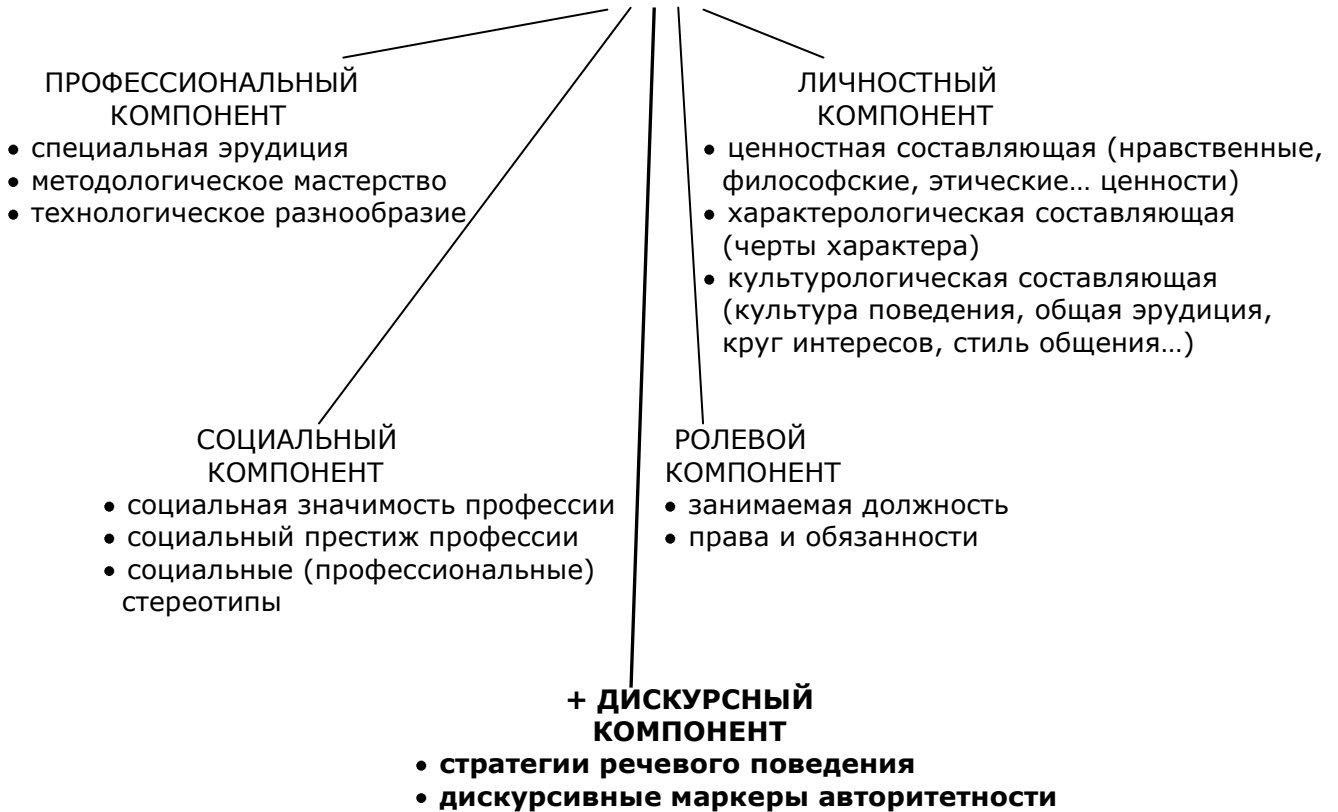 ПРОФЕССИОНАЛЬНЫЙ
КОМПОНЕНТ
• специальная эрудиция
• методологическое мастерство
• технологическое разнообразие
ЛИЧНОСТНЫЙ
КОМПОНЕНТ
• ценностная составляющая (нравственные,
философские, этические… ценности)
• характерологическая составляющая
(черты характера)
• культурологическая составляющая
(культура поведения, общая эрудиция,
круг интересов, стиль общения…)
СОЦИАЛЬНЫЙ
КОМПОНЕНТ
• социальная значимость профессии
• социальный престиж профессии
• социальные (профессиональные)
стереотипы
РОЛЕВОЙ
КОМПОНЕНТ
• занимаемая должность
• права и обязанности
+ ДИСКУРСНЫЙ
КОМПОНЕНТ
• стратегии речевого поведения
• дискурсивные маркеры авторитетности